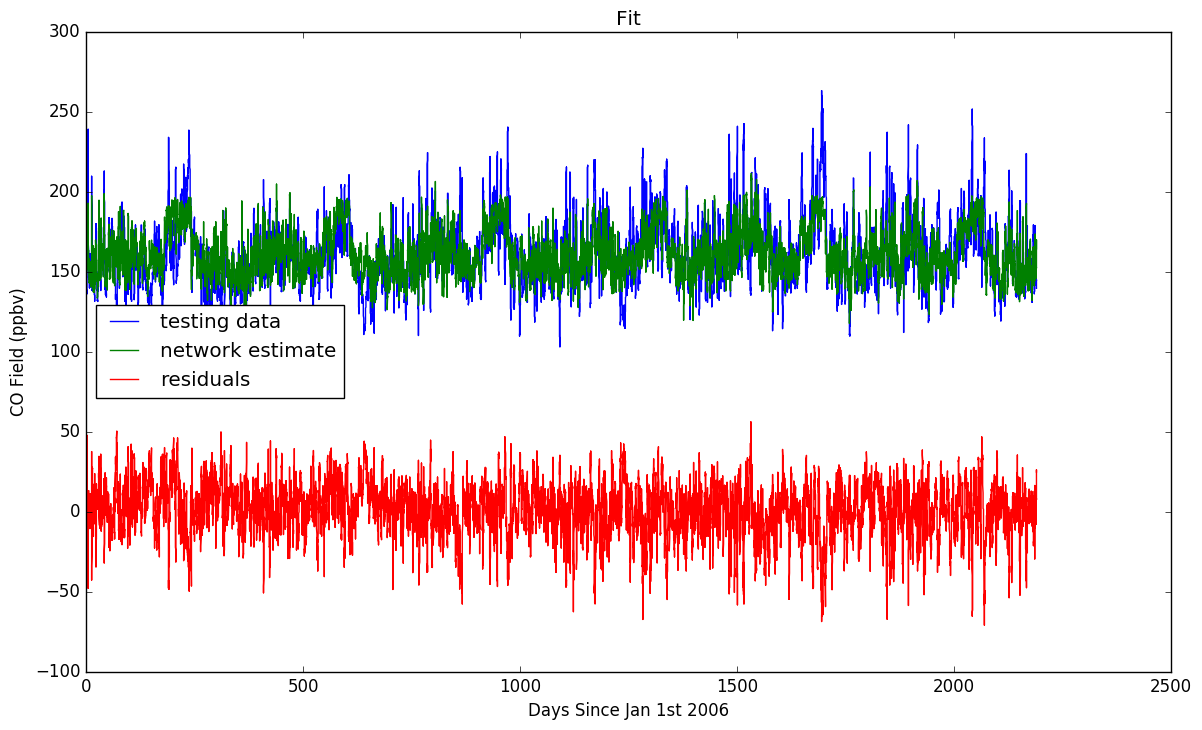 Fit
300
250
200
150
100
50
0
−50
−100
CO Field (ppbv)
testing data
network estimate
residuals
0 500 1000 1500 2000 2500
Days Since Jan 1st 2006